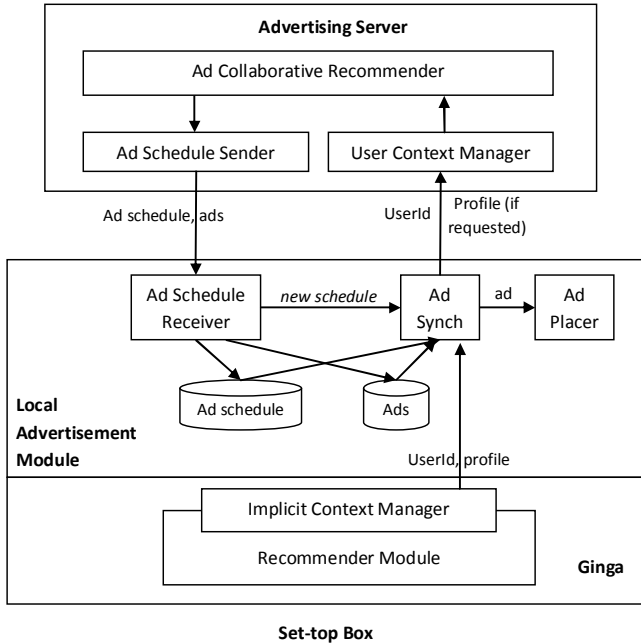 Advertising Server
Ad Collaborative Recommender
Ad Schedule Sender
User Context Manager
Ad schedule, ads
UserId
Profile (if
requested)
Ad Schedule
Receiver
new schedule
Ad
Synch
ad
Ad
Placer
Ad schedule
Ads
Local
Advertisement
Module
UserId, profile
Implicit Context Manager
Recommender Module
Ginga
Set-top Box